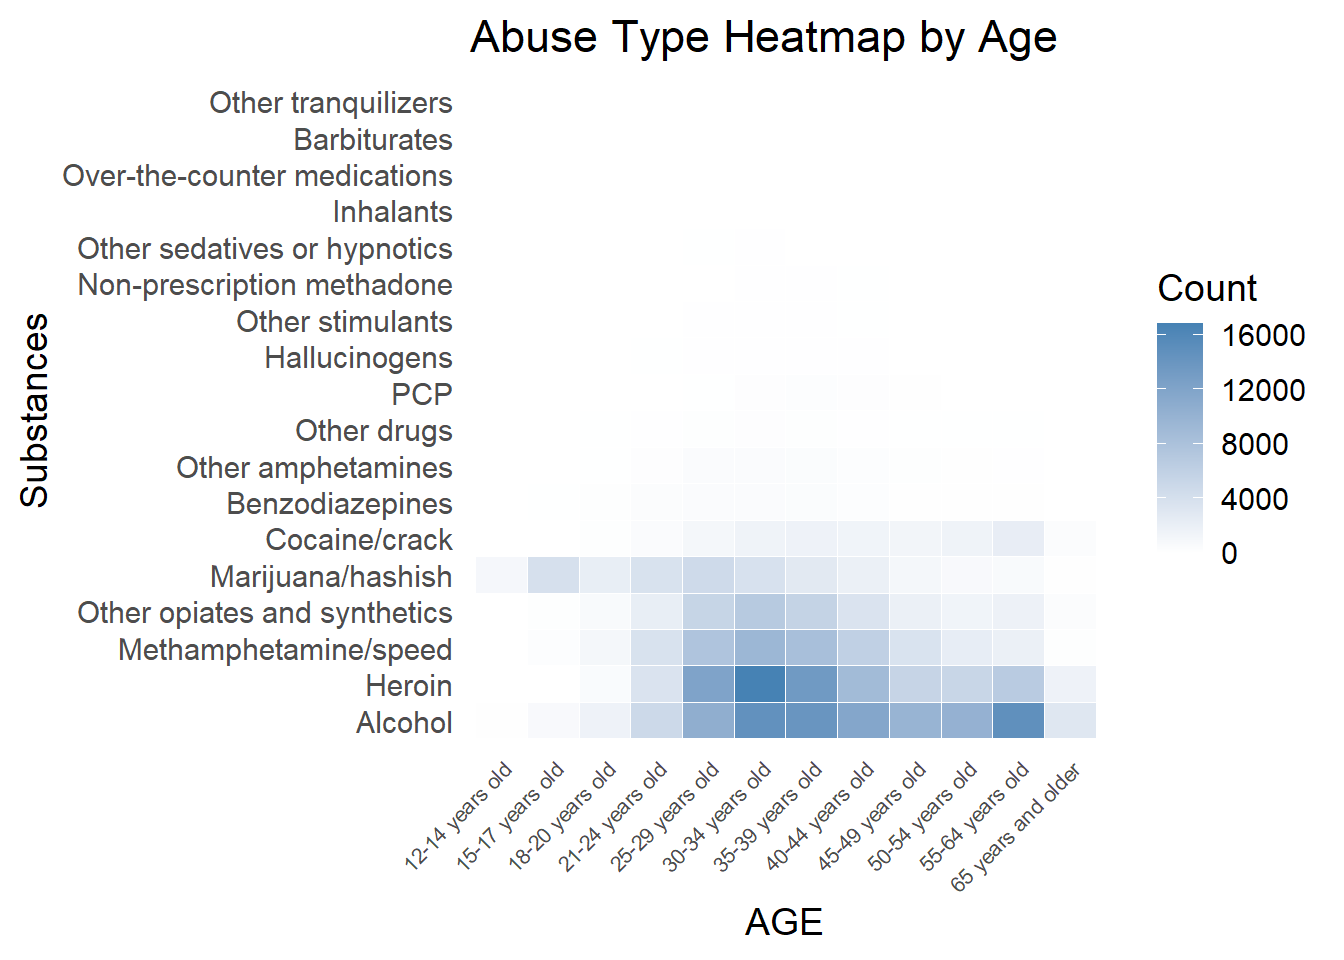 Abuse Type Heatmap by Age
Substances
Other tranquilizers
Barbiturates
Over-the-counter medications
Inhalants
Other sedatives or hypnotics
Non-prescription methadone
Other stimulants
Hallucinogens
PCP
Other drugs
Other amphetamines
Benzodiazepines
Cocaine/crack
Marijuana/hashish
Other opiates and synthetics
Methamphetamine/speed
Heroin
Alcohol
12-14 years old
15-17 years old
18-20 years old
21-24 years old
25-29 years old
30-34 years old
35-39 years old
40-44 years old
45-49 years old
50-54 years old
55-64 years old
65 years and older
AGE
Count
16000
12000
8000
4000
0